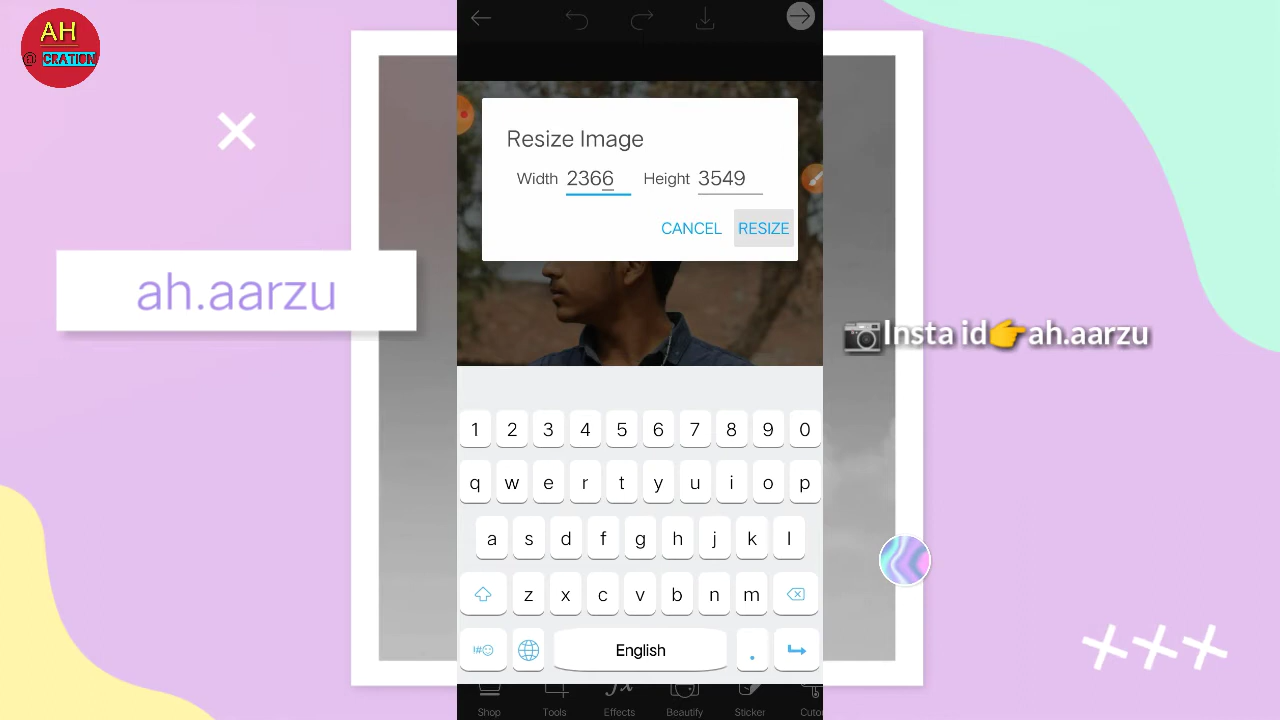 AH
@ CRATION
ah.aarzu
Resize Image
Width 2366 Height 3549
CANCEL RESIZE
📷Insta id👉ah.aarzu
1 2 3 4 5 6 7 8 9 0
q w e r t y u i o p
a s d f g h j k l
z x c v b n m
!#☺ English .
Shop Tools Effects Beautify Sticker Cuto